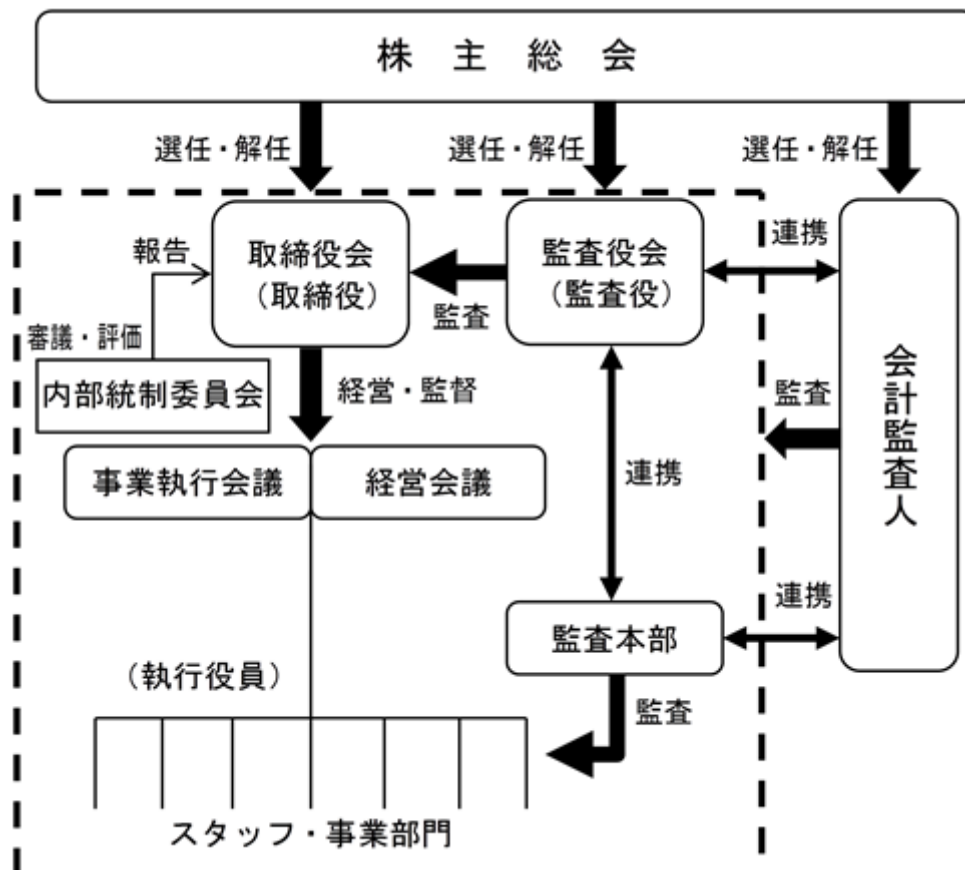 株主総会
選任・解任
選任・解任
選任・解任
取締役会
（取締役）
監査役会
（監査役）
連携
報告
監査
審議・評価
内部統制委員会
経営・監督
会計監査人
監査
事業執行会議
経営会議
連携
連携
監査本部
（執行役員）
監査
スタッフ・事業部門